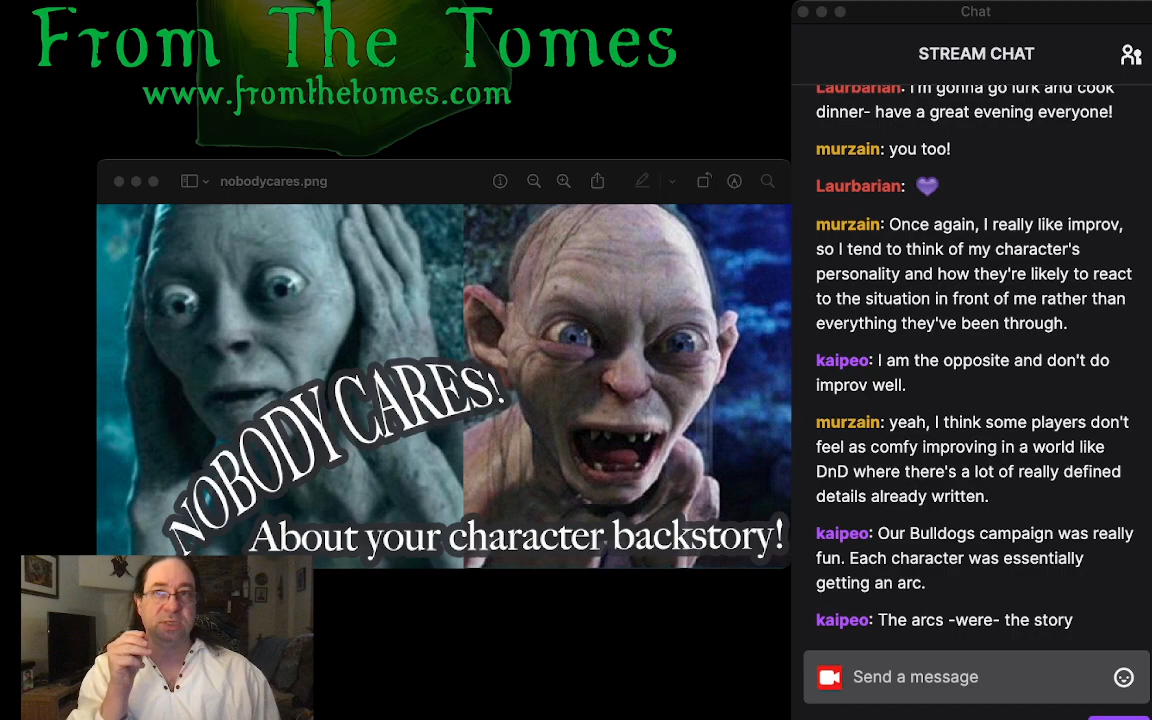 From The Tomes
www.fromthetomes.com
nobodycares.png
NOBODY CARES!
About your character backstory!
Chat
STREAM CHAT
Laurbarian: I'm gonna go lurk and cook
dinner- have a great evening everyone!
murzain: you too!
Laurbarian: 💜
murzain: Once again, I really like improv,
so I tend to think of my character's
personality and how they're likely to react
to the situation in front of me rather than
everything they've been through.
kaipeo: I am the opposite and don't do
improv well.
murzain: yeah, I think some players don't
feel as comfy improving in a world like
DnD where there's a lot of really defined
details already written.
kaipeo: Our Bulldogs campaign was really
fun. Each character was essentially
getting an arc.
kaipeo: The arcs -were- the story
Send a message